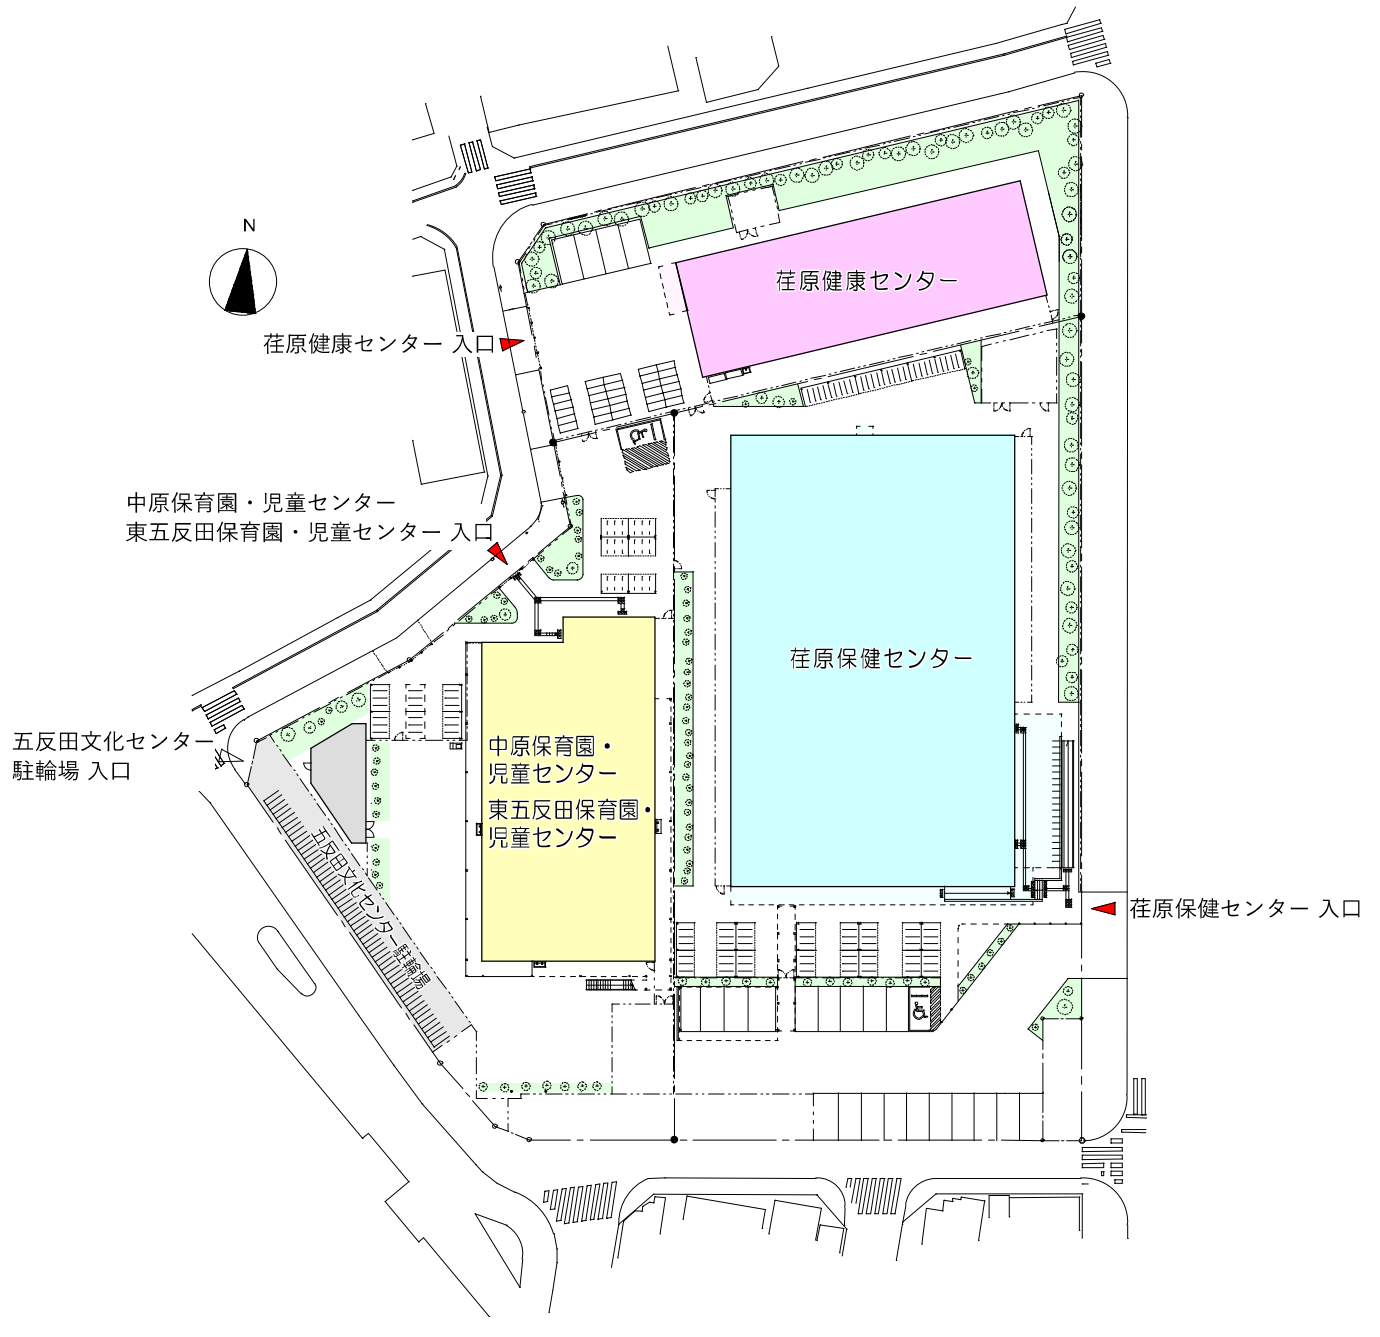 N
荏原健康センター
荏原健康センター 入口
中原保育園・児童センター
東五反田保育園・児童センター 入口
荏原保健センター
五反田文化センター
駐輪場 入口
中原保育園・
児童センター
東五反田保育園・
児童センター
五反田文化センター駐輪場
荏原保健センター 入口